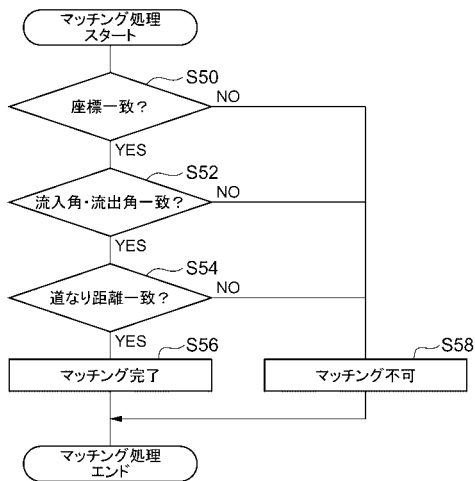 マッチング処理
スタート
S50
座標一致?
NO
YES
S52
流入角・流出角一致?
NO
YES
S54
道なり距離一致?
NO
YES
S56
マッチング完了
S58
マッチング不可
マッチング処理
エンド